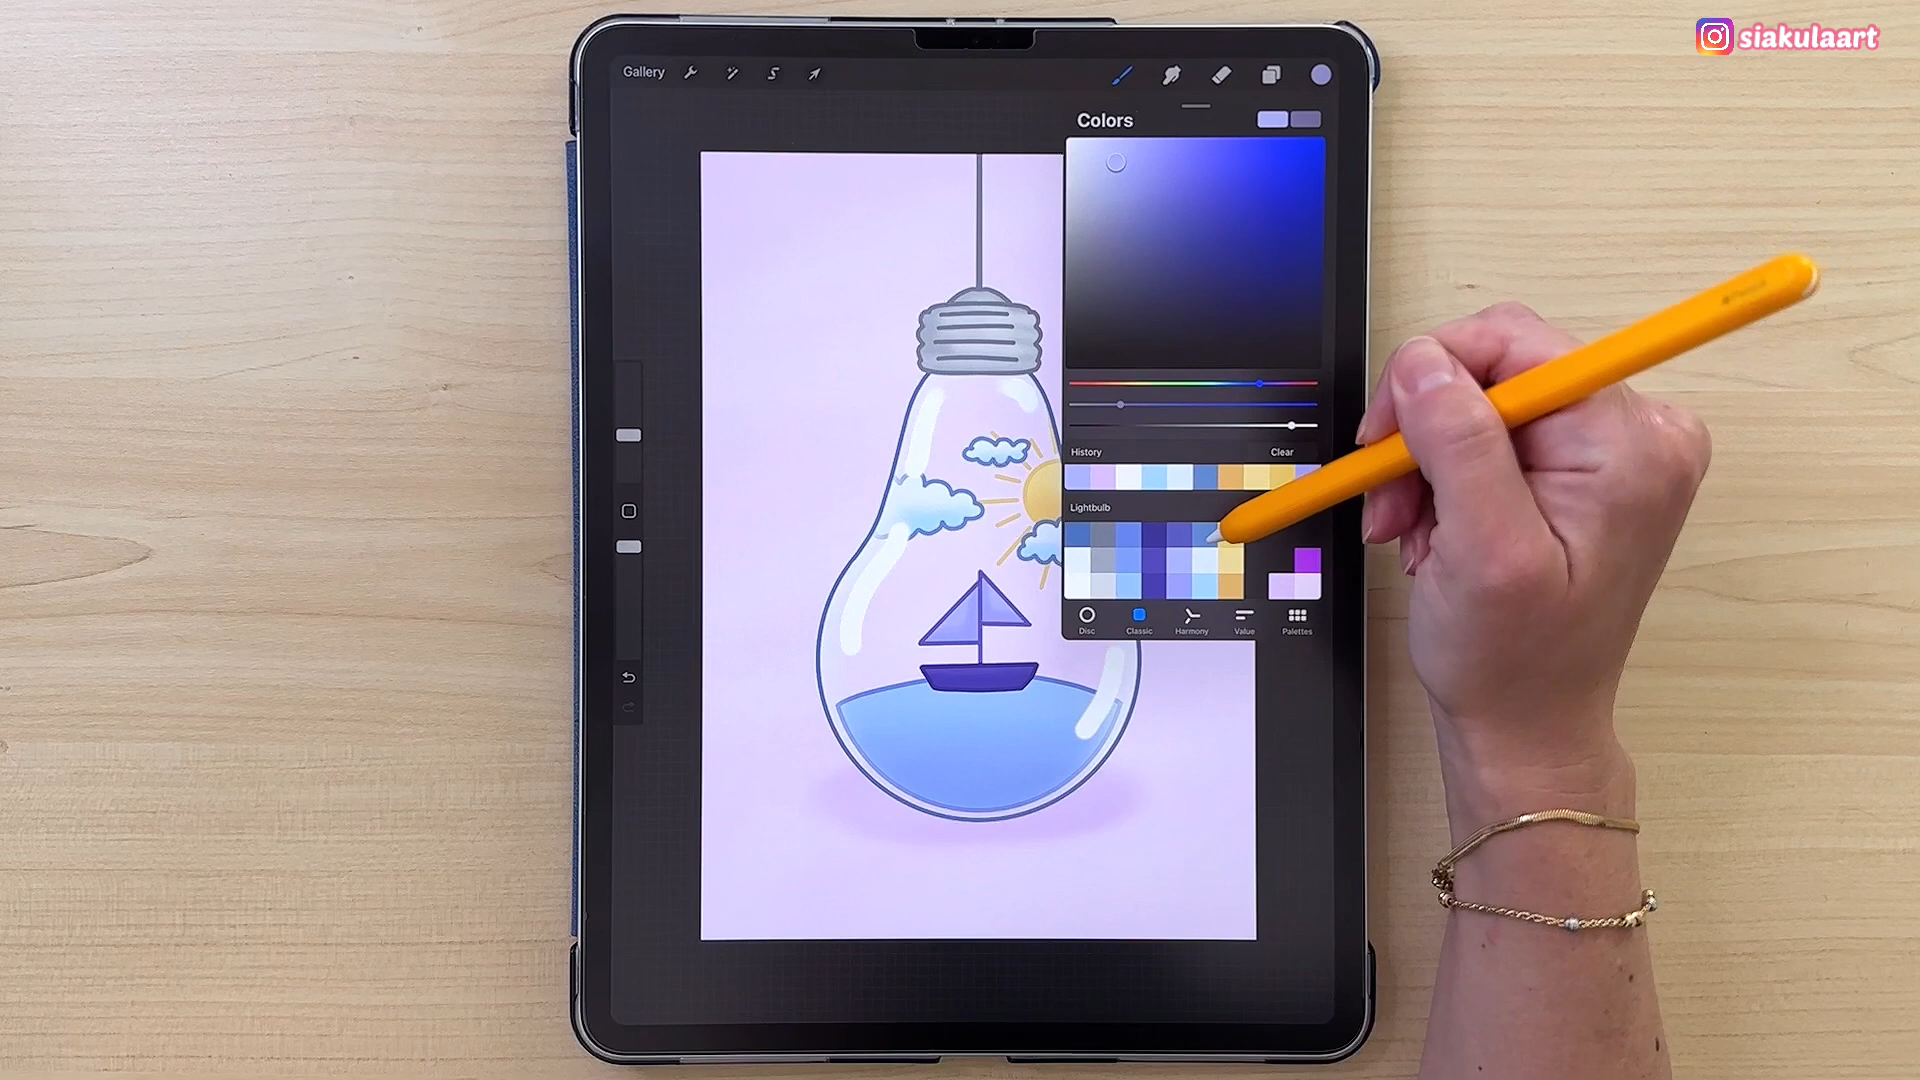 siakulaart
Gallery
Colors
History
Clear
Lightbulb
Disc
Classic
Harmony
Value
Palettes